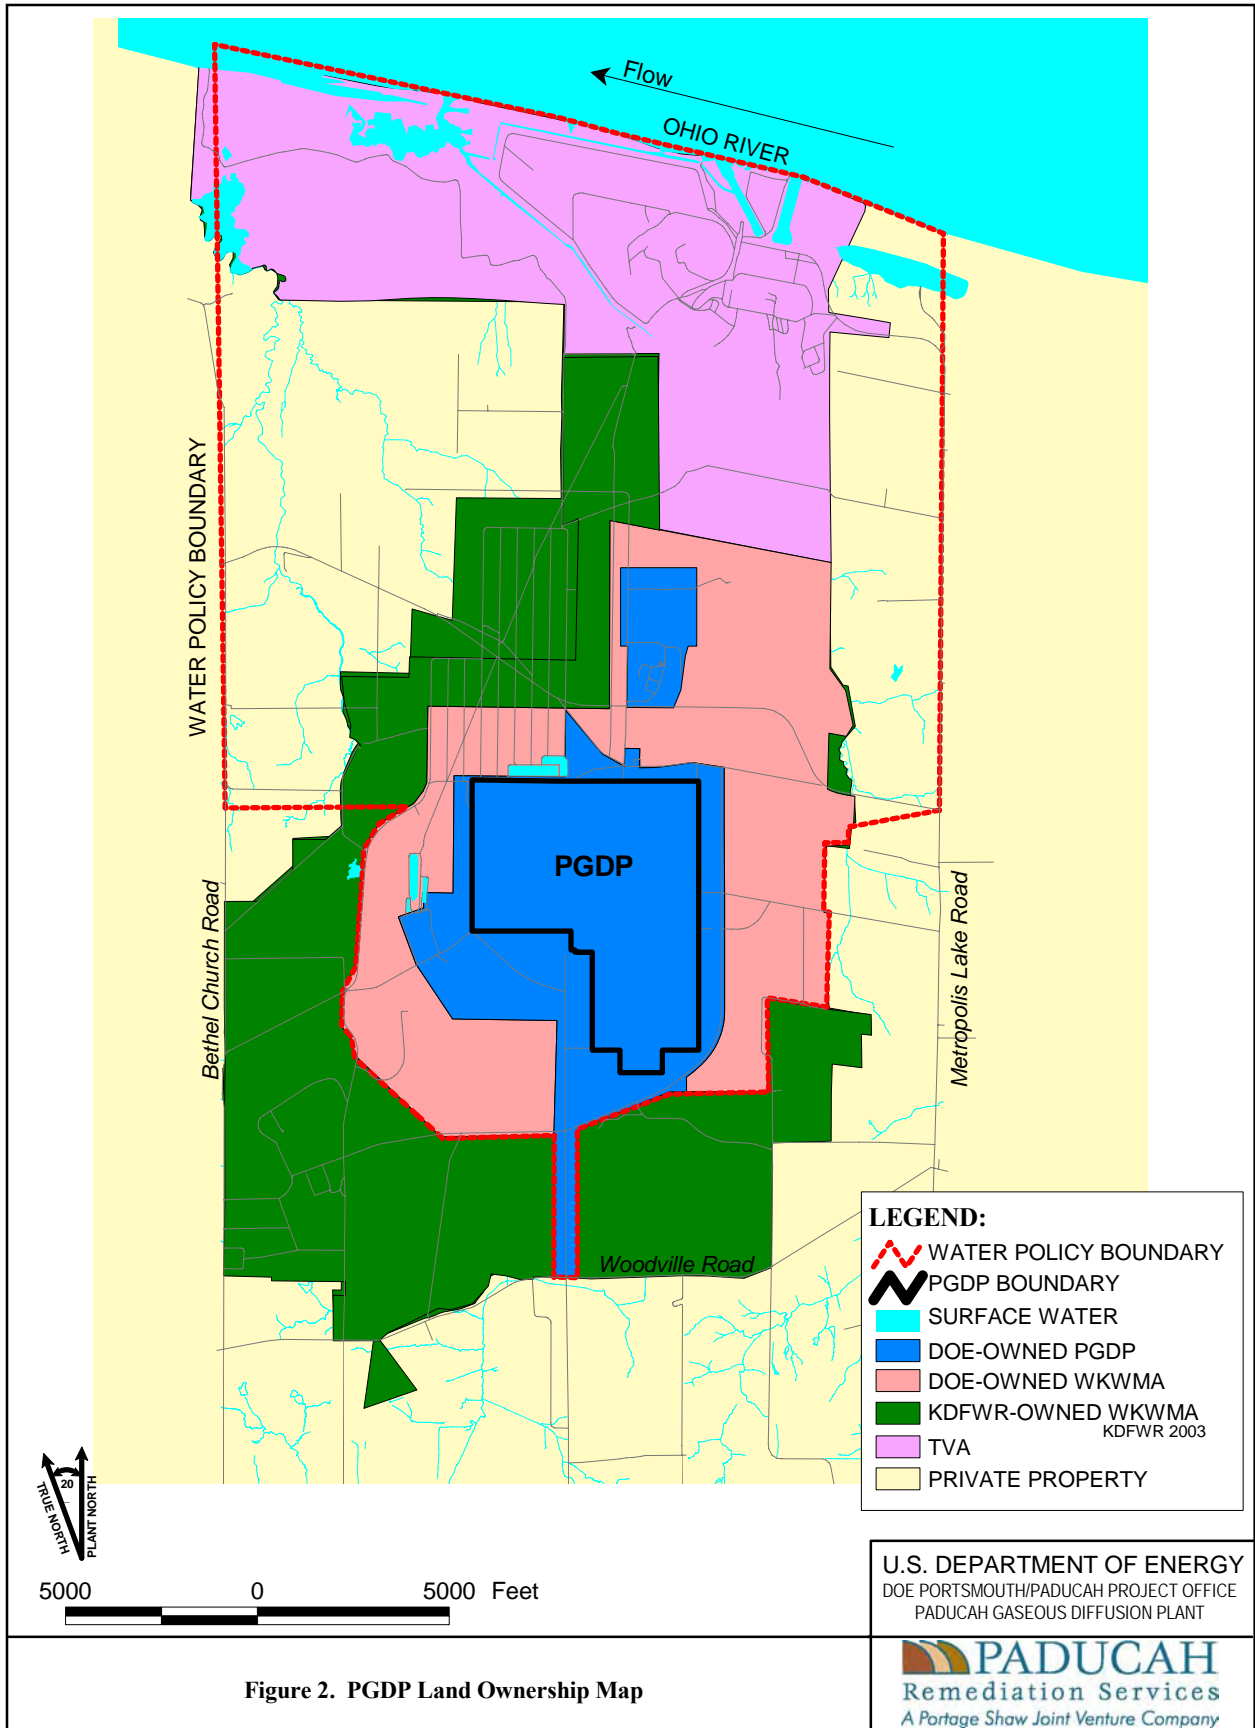 Flow
OHIO RIVER
WATER POLICY BOUNDARY
PGDP
Bethel Church Road
Metropolis Lake Road
Woodville Road
LEGEND:
WATER POLICY BOUNDARY
PGDP BOUNDARY
SURFACE WATER
DOE-OWNED PGDP
DOE-OWNED WKWMA
KDFWR-OWNED WKWMA
KDFWR 2003
TVA
PRIVATE PROPERTY
20
TRUE NORTH
PLANT NORTH
5000 0 5000 Feet
U.S. DEPARTMENT OF ENERGY
DOE PORTSMOUTH/PADUCAH PROJECT OFFICE
PADUCAH GASEOUS DIFFUSION PLANT
Figure 2. PGDP Land Ownership Map
PADUCAH
Remediation Services
A Portage Shaw Joint Venture Company